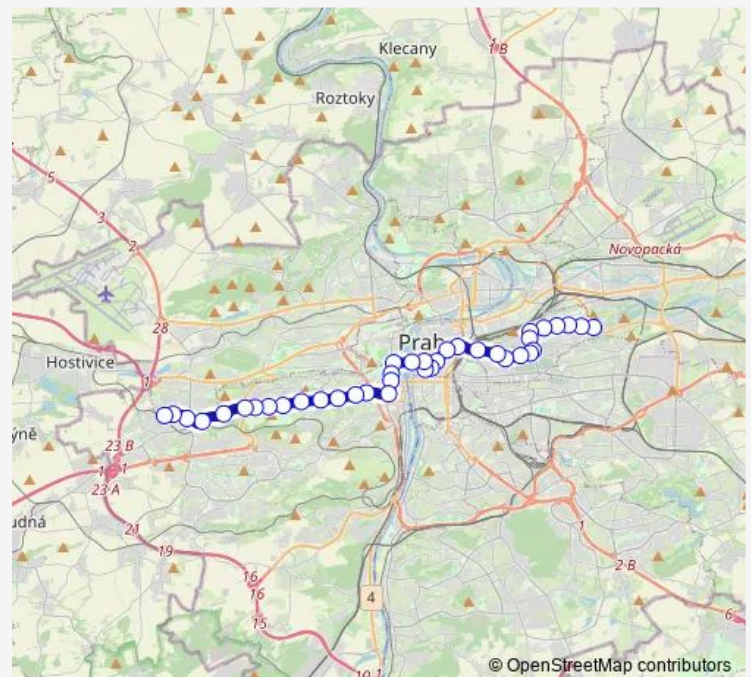 1 B
Klecany
Roztoky
5
3
2
Novopacká
28
Prah
Hostivice
1
ýně
23 B
1
1
23 A
udná
21
19
1
16
2 B
16
4
6
15
10
1
© OpenStreetMap contributors